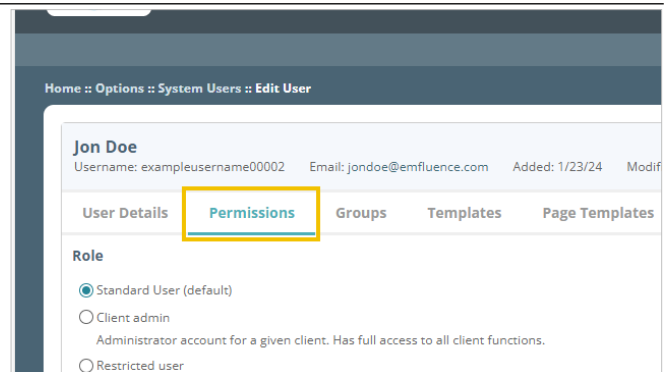 Home :: Options :: System Users :: Edit User
Jon Doe
Username: exampleusername00002 Email: jondoe@emfluence.com Added: 1/23/24 Modif
User Details Permissions Groups Templates Page Templates
Role
Standard User (default)
Client admin
Administrator account for a given client. Has full access to all client functions.
Restricted user